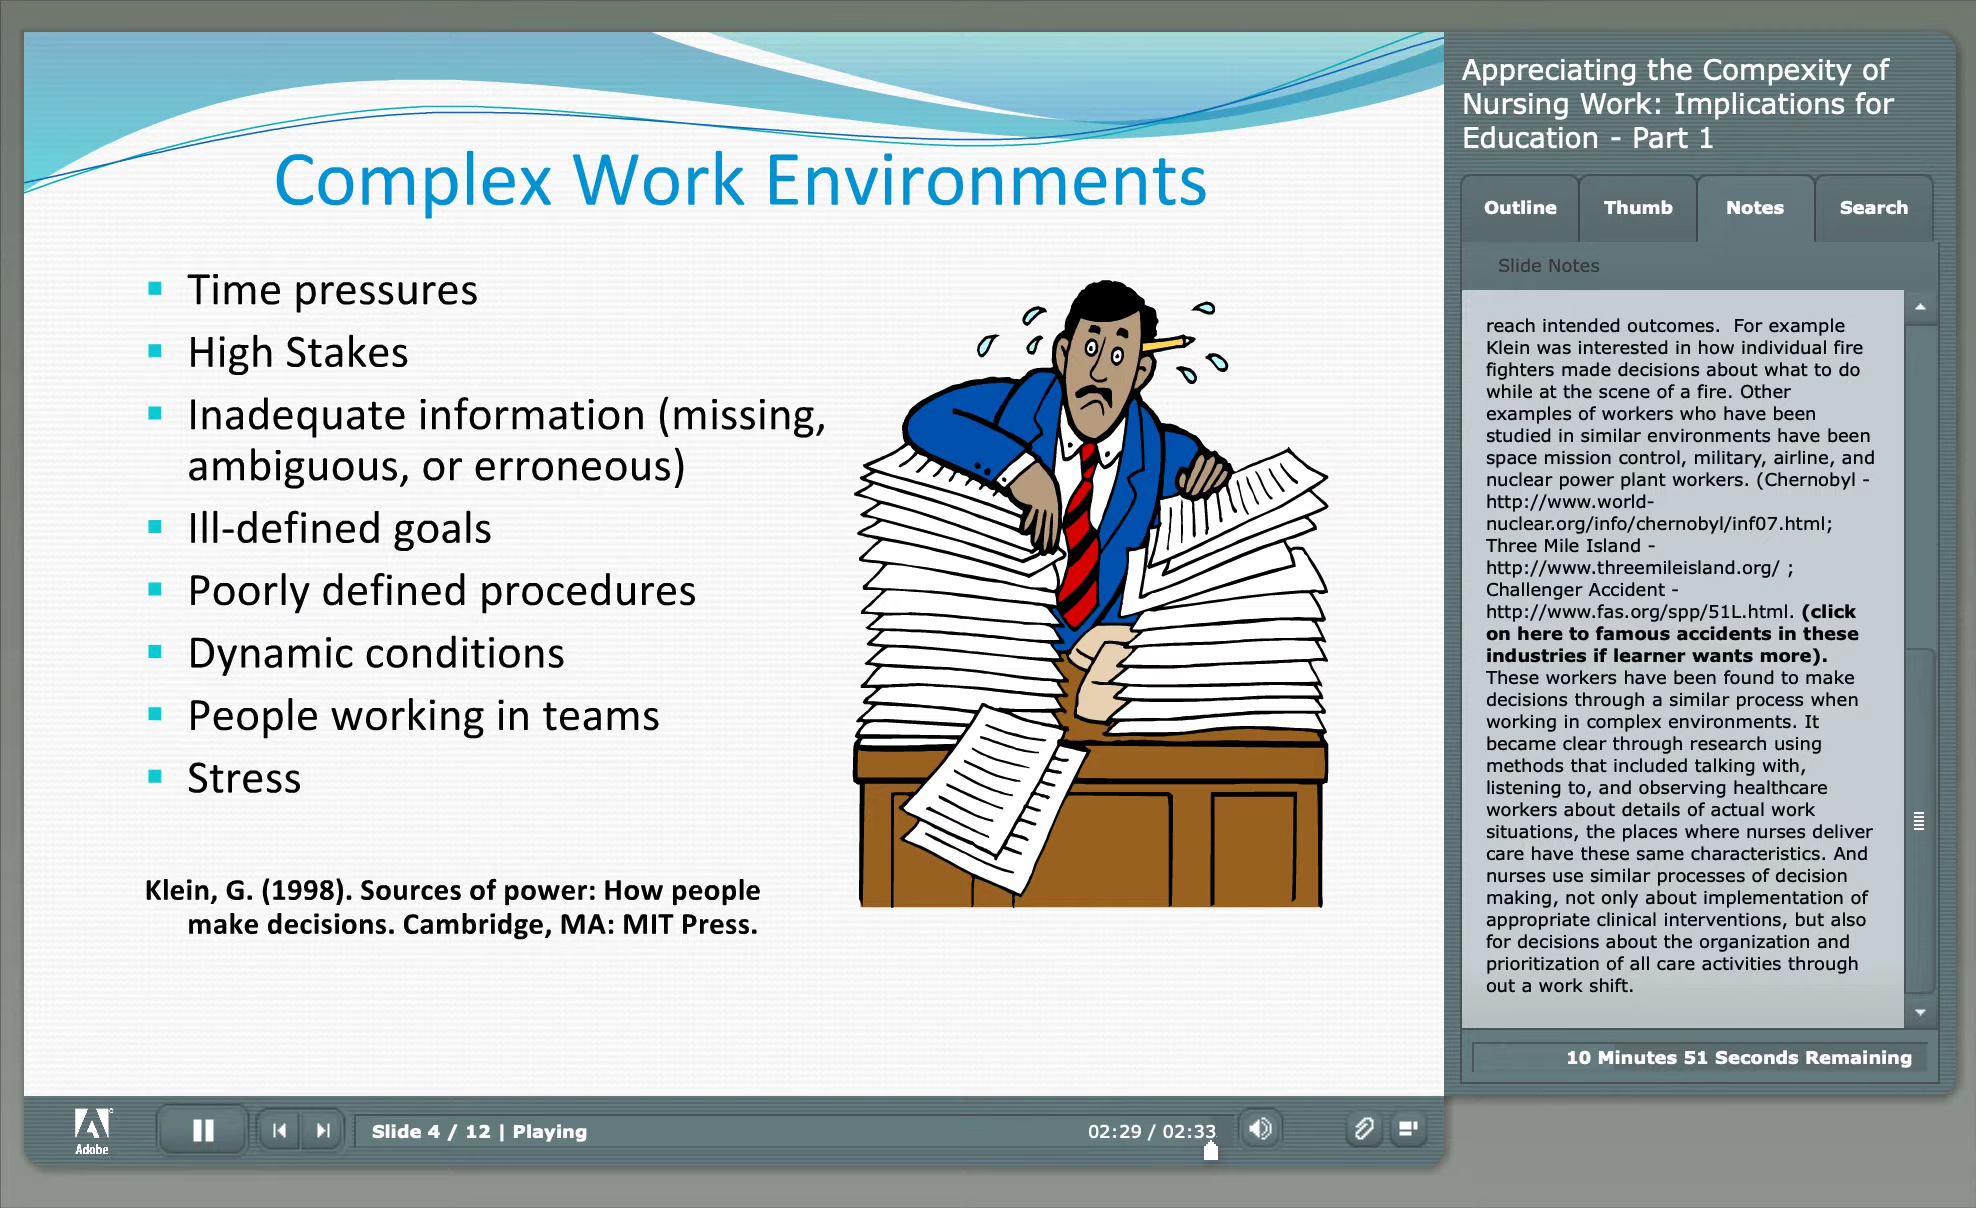 Complex Work Environments
Time pressures
High Stakes
Inadequate information (missing,
ambiguous, or erroneous)
Ill-defined goals
Poorly defined procedures
Dynamic conditions
People working in teams
Stress
Klein, G. (1998). Sources of power: How people
make decisions. Cambridge, MA: MIT Press.
Appreciating the Compexity of
Nursing Work: Implications for
Education - Part 1
Outline Thumb Notes Search
Slide Notes
reach intended outcomes.  For example
Klein was interested in how individual fire
fighters made decisions about what to do
while at the scene of a fire. Other
examples of workers who have been
studied in similar environments have been
space mission control, military, airline, and
nuclear power plant workers. (Chernobyl -
http://www.world-
nuclear.org/info/chernobyl/inf07.html;
Three Mile Island -
http://www.threemileisland.org/ ;
Challenger Accident -
http://www.fas.org/spp/51L.html. (click
on here to famous accidents in these
industries if learner wants more).
These workers have been found to make
decisions through a similar process when
working in complex environments. It
became clear through research using
methods that included talking with,
listening to, and observing healthcare
workers about details of actual work
situations, the places where nurses deliver
care have these same characteristics. And
nurses use similar processes of decision
making, not only about implementation of
appropriate clinical interventions, but also
for decisions about the organization and
prioritization of all care activities through
out a work shift.
10 Minutes 51 Seconds Remaining
Adobe
Slide 4 / 12 | Playing
02:29 / 02:33